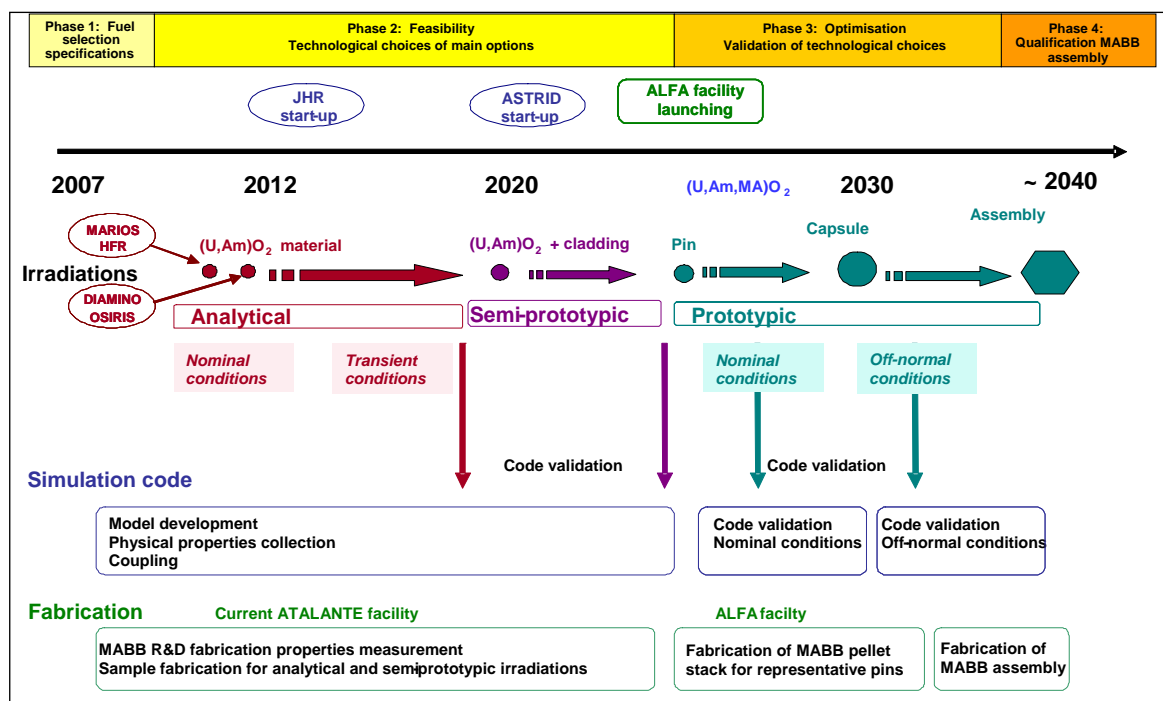 Phase 1: Fuel
selection
specifications
Phase 2: Feasibility
Technological choices of main options
Phase 3: Optimisation
Validation of technological choices
Phase 4:
Qualification MABB
assembly
JHR
start-up
ASTRID
start-up
ALFA facility
launching
2007
2012
2020
(U,Am,MA)O2
2030
~ 2040
MARIOS
HFR
(U,Am)O2 material
(U,Am)O2 + cladding
Pin
Capsule
Assembly
Irradiations
DIAMINO
OSIRIS
Analytical
Semi-prototypic
Prototypic
Nominal
conditions
Transient
conditions
Nominal
conditions
Off-normal
conditions
Code validation
Code validation
Simulation code
Model development
Physical properties collection
Coupling
Code validation
Nominal conditions
Code validation
Off-normal conditions
Fabrication
Current ATALANTE facility
ALFA facilty
MABB R&D fabrication properties measurement
Sample fabrication for analytical and semi-prototypic irradiations
Fabrication of MABB pellet
stack for representative pins
Fabrication of
MABB assembly